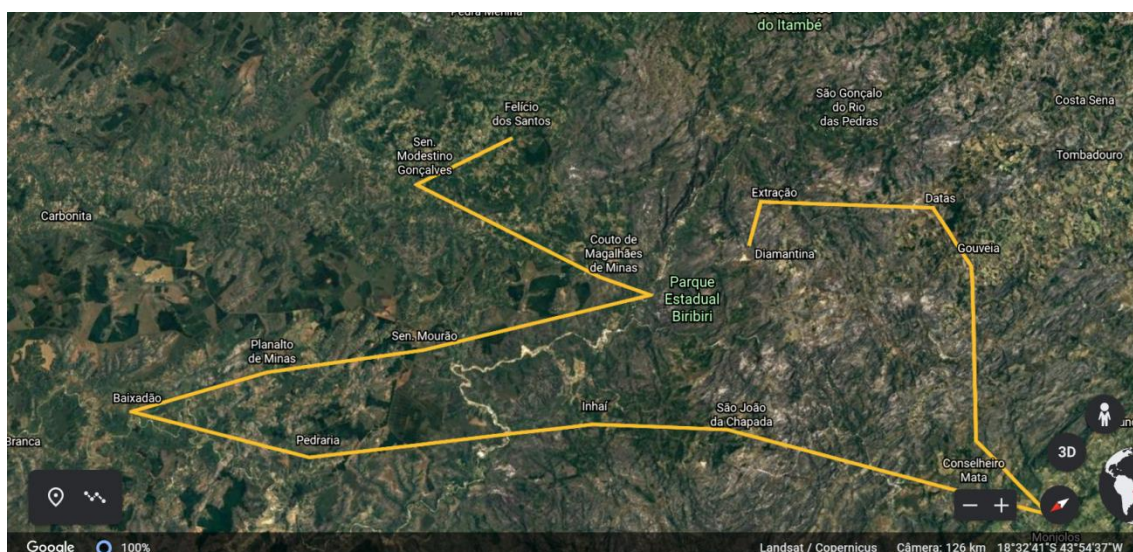 Pedra Menina
do Itambé
Felício
dos Santos
São Gonçalo
do Rio
das Pedras
Costa Sena
Sen.
Modestino
Gonçalves
Tombadouro
Extração
Datas
Carbonita
Couto de
Magalhães
de Minas
Diamantina
Gouveia
Parque
Estadual
Biribiri
Sen. Mourão
Planalto
de Minas
Baixadão
Inhaí
São João
da Chapada
Branca
Pedraria
3D
Conselheiro
Mata
Monjolos
Google
100%
Landsat / Copernicus
Câmera: 126 km
18°32'41"S 43°54'37"W